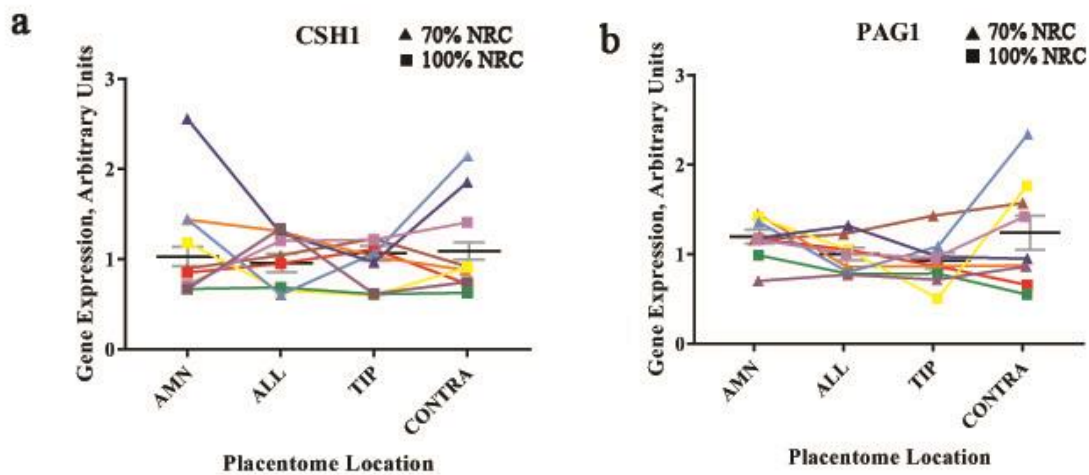 a
CSH1
▲ 70% NRC
■ 100% NRC
Gene Expression, Arbitrary Units
3
2
1
0
AMN
ALL
TIP
CONTRA
Placentome Location
b
PAG1
▲ 70% NRC
■ 100% NRC
Gene Expression, Arbitrary Units
3
2
1
0
AMN
ALL
TIP
CONTRA
Placentome Location